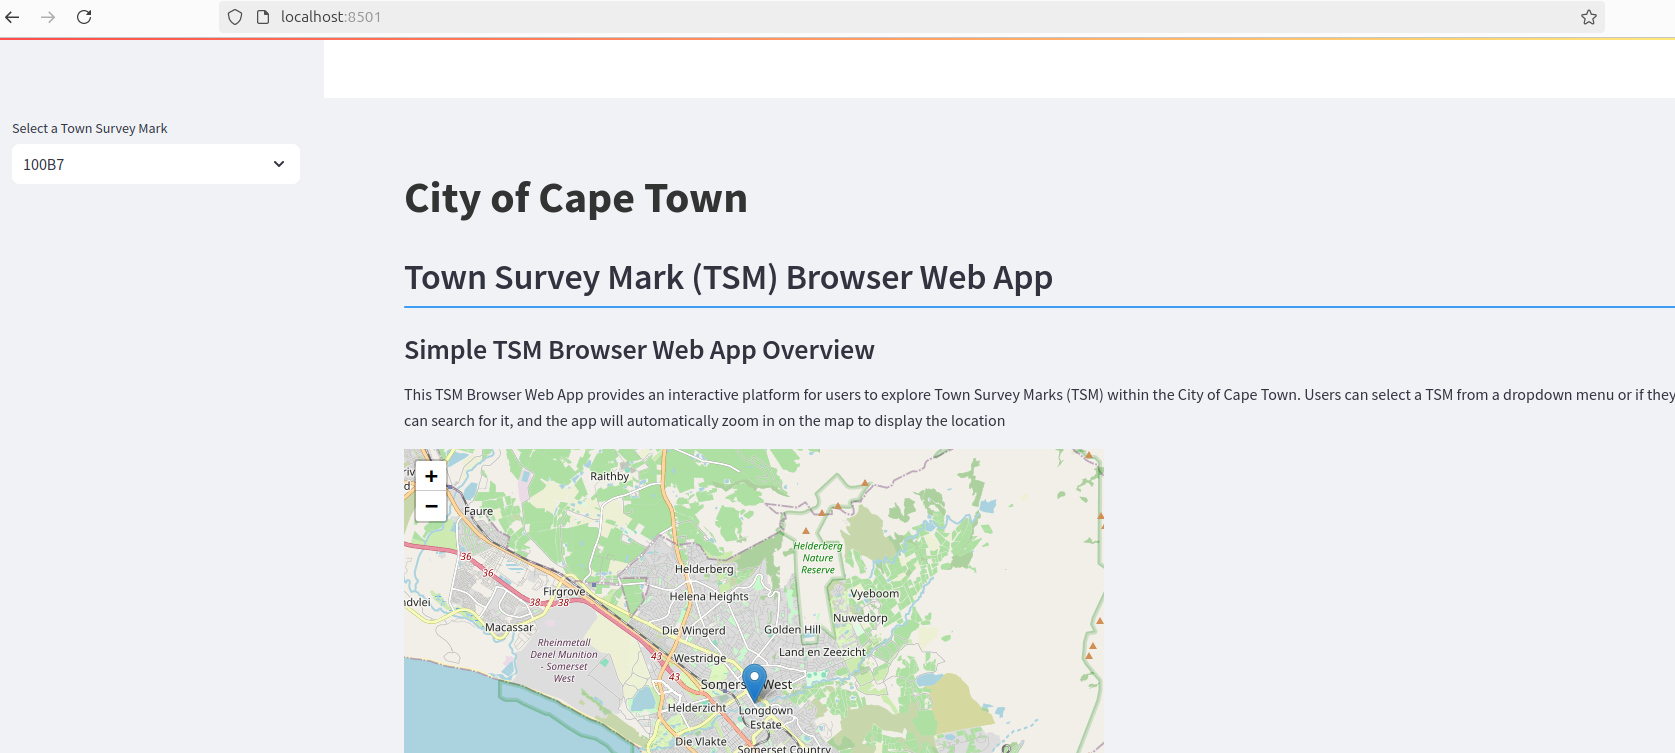 localhost:8501
Select a Town Survey Mark
100B7
City of Cape Town
Town Survey Mark (TSM) Browser Web App
Simple TSM Browser Web App Overview
This TSM Browser Web App provides an interactive platform for users to explore Town Survey Marks (TSM) within the City of Cape Town. Users can select a TSM from a dropdown menu or if they
can search for it, and the app will automatically zoom in on the map to display the location
+
−
Raithby
Faure
36
36
Helderberg
Nature
Reserve
Helderberg
Firgrove
38
38
Helena Heights
Vyeboom
ndvlei
Nuwedorp
Macassar
Die Wingerd
Golden Hill
Rheinmetall
Denel Munition
- Somerset
West
Land en Zeezicht
43
Westridge
43
Somerset West
Helderzicht
Longdown
Estate
Die Vlakte
Somerset Country